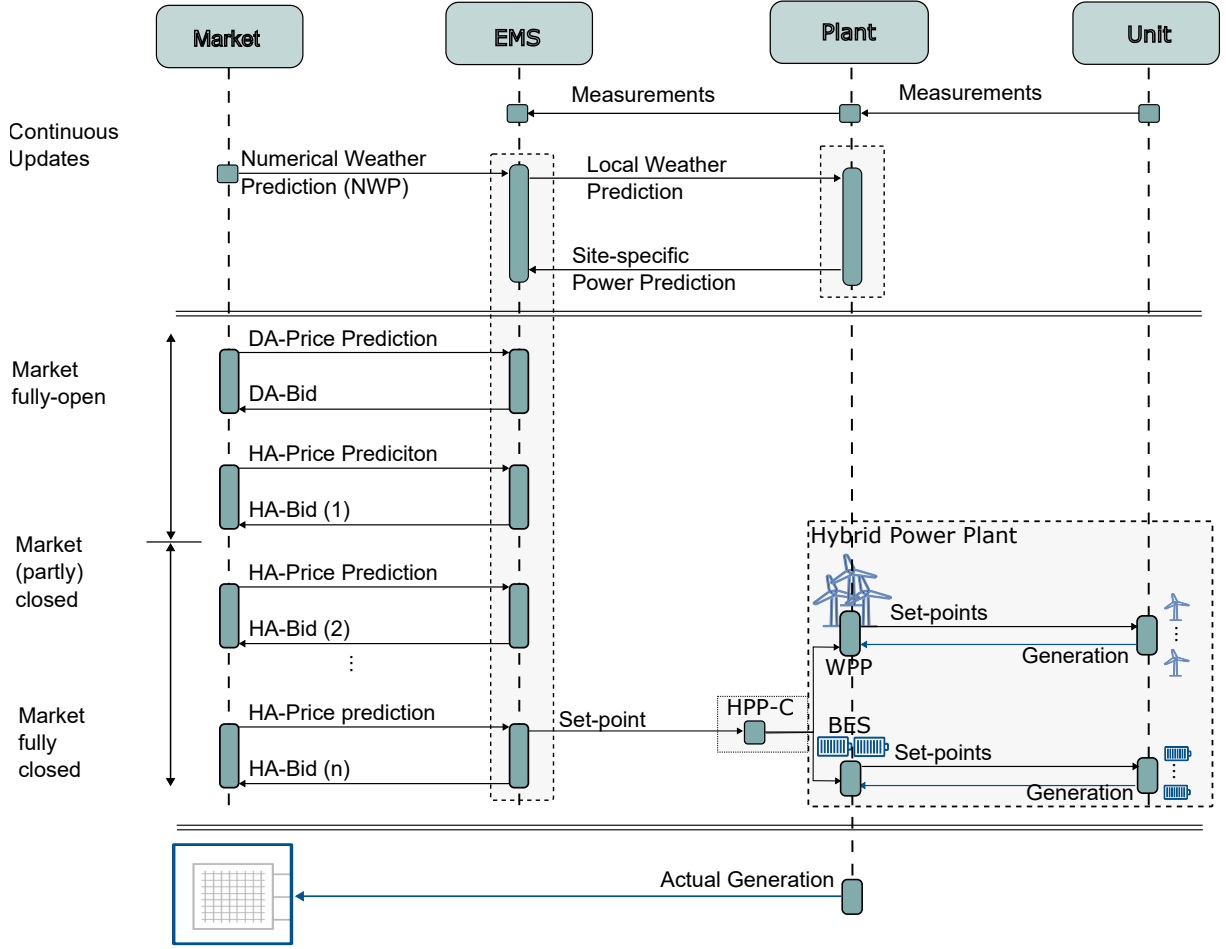 Market
EMS
Plant
Unit
Measurements
Measurements
Continuous
Updates
Numerical Weather
Prediction (NWP)
Local Weather
Prediction
Site-specific
Power Prediction
Market
fully-open
DA-Price Prediction
DA-Bid
HA-Price Prediciton
HA-Bid (1)
Market
(partly)
closed
HA-Price Prediction
HA-Bid (2)
⋮
Hybrid Power Plant
Set-points
Generation
WPP
Market
fully
closed
HA-Price prediction
HA-Bid (n)
Set-point
HPP-C
BES
Set-points
Generation
Actual Generation